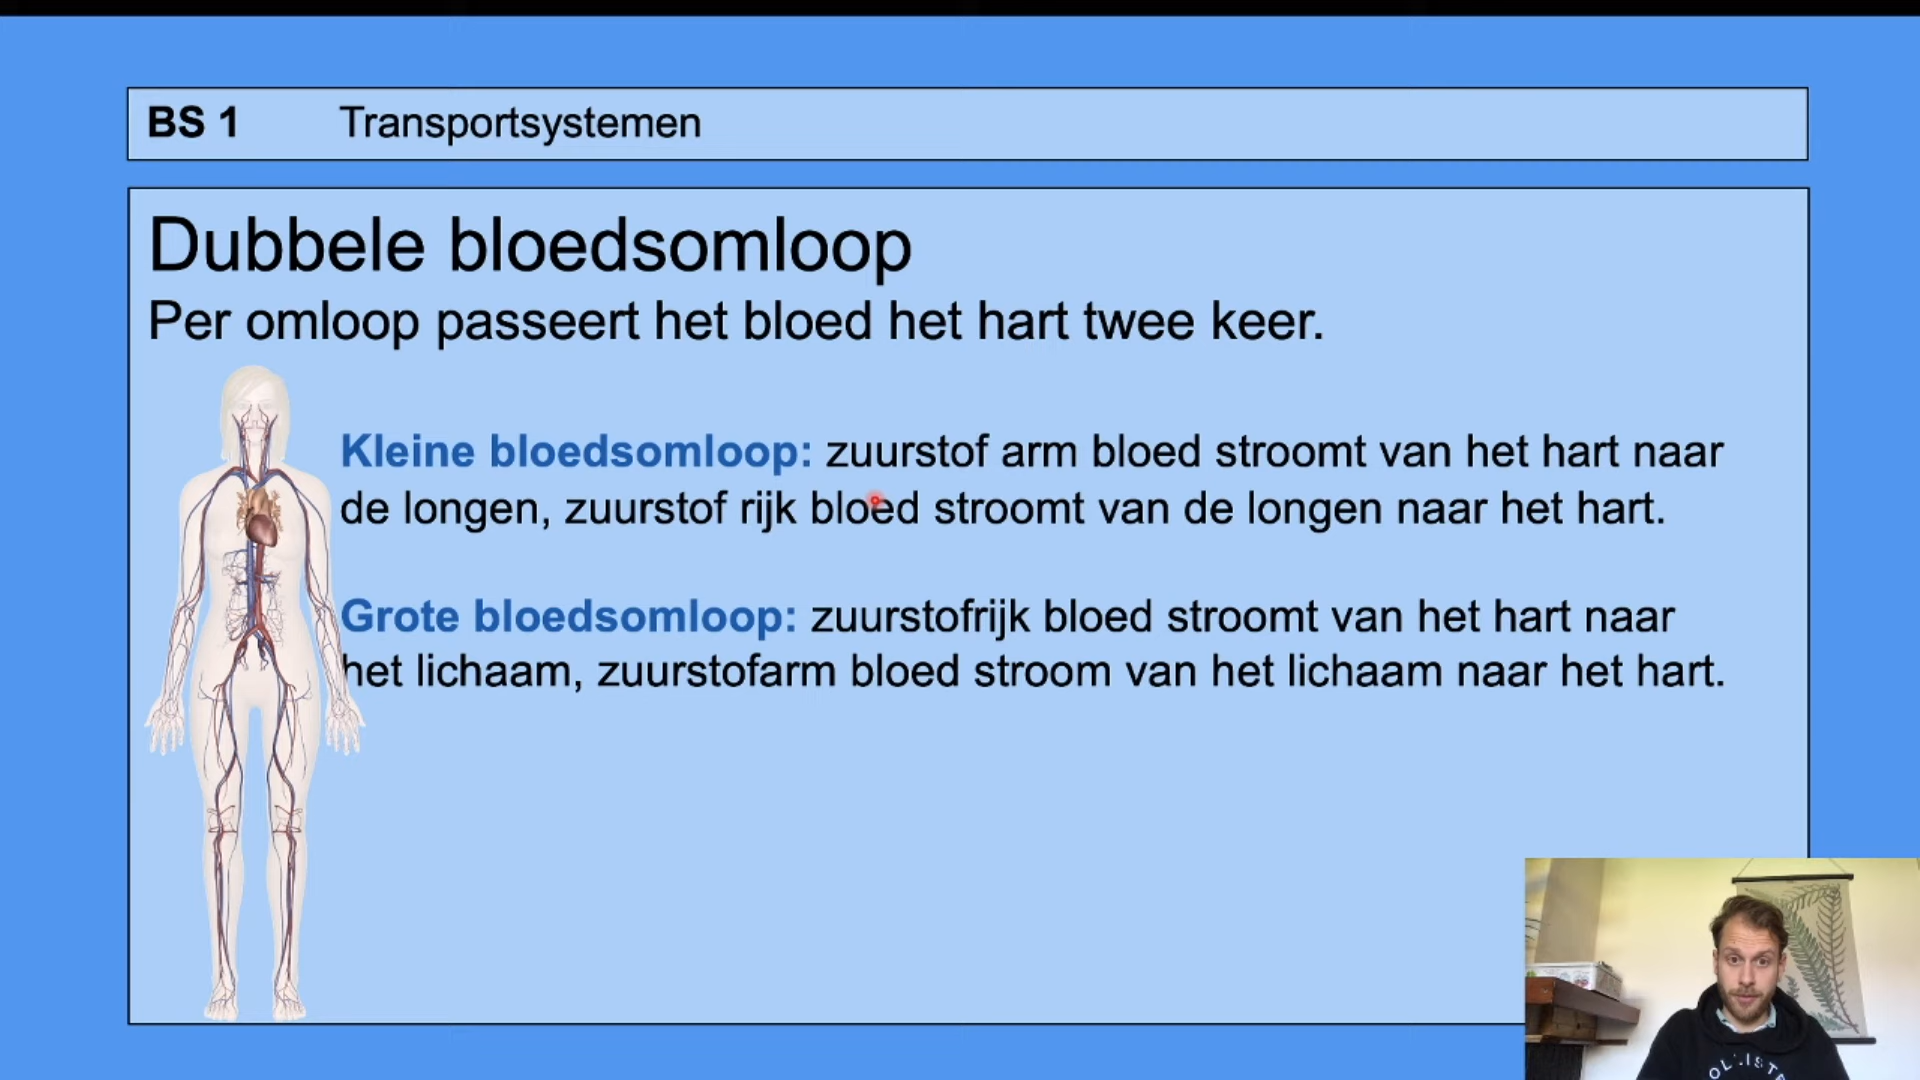 BS 1 Transportsystemen
Dubbele bloedsomloop
Per omloop passeert het bloed het hart twee keer.
Kleine bloedsomloop: zuurstof arm bloed stroomt van het hart naar
de longen, zuurstof rijk bloed stroomt van de longen naar het hart.
Grote bloedsomloop: zuurstofrijk bloed stroomt van het hart naar
het lichaam, zuurstofarm bloed stroom van het lichaam naar het hart.